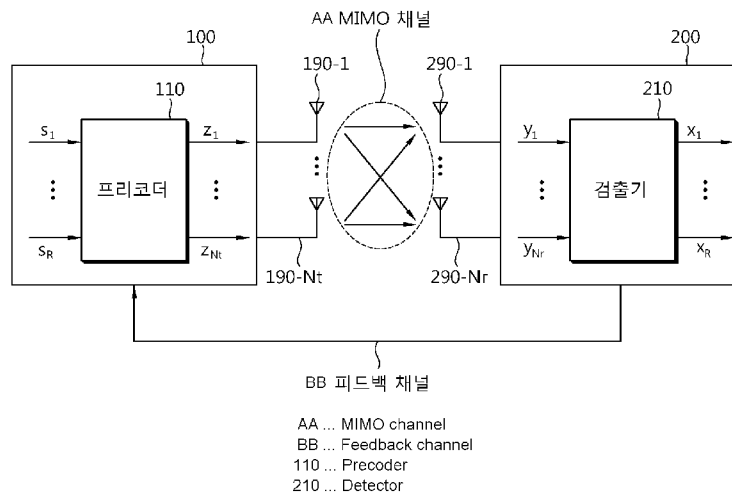 AA MIMO 채널
100
200
190-1
290-1
110
210
s1
z1
y1
x1
프리코더
검출기
sR
zNt
yNr
xR
190-Nt
290-Nr
BB 피드백 채널
AA ... MIMO channel
BB ... Feedback channel
110 ... Precoder
210 ... Detector